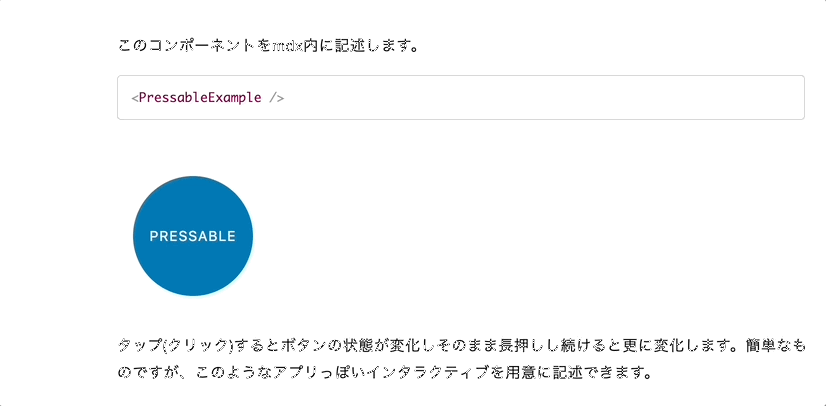 このコンポーネントをmdx内に記述します。
<PressableExample />
PRESSABLE
タップ(クリック)するとボタンの状態が変化しそのまま長押しし続けると更に変化します。簡単なも
のですが、このようなアプリっぽいインタラクティブを用意に記述できます。